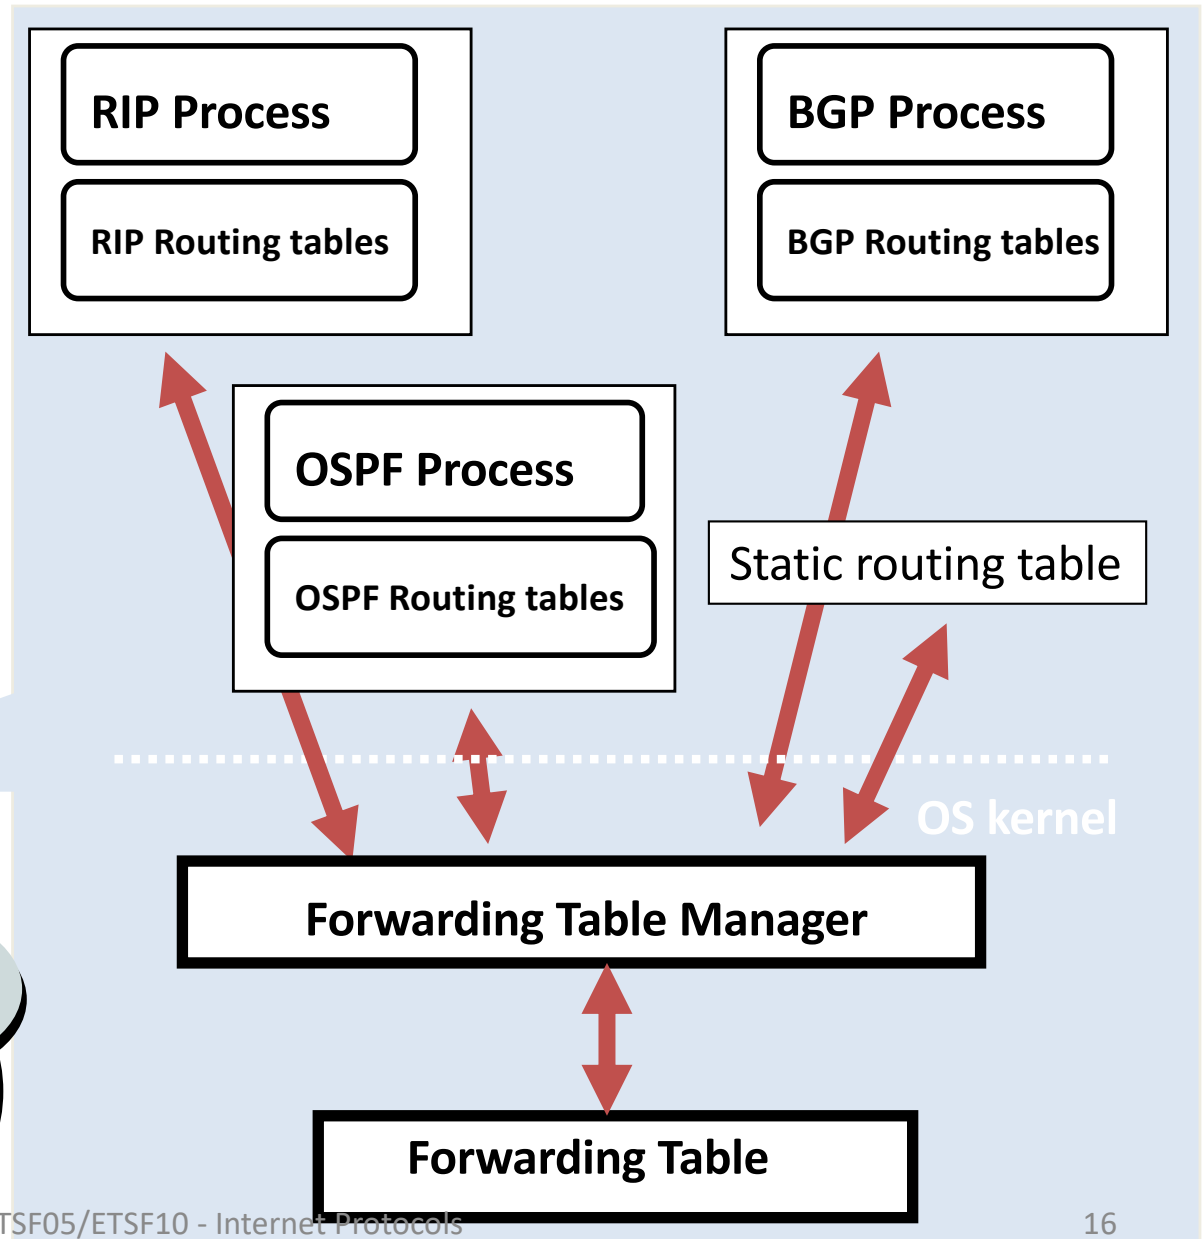 RIP Process
RIP Routing tables
BGP Process
BGP Routing tables
OSPF Process
OSPF Routing tables
Static routing table
OS kernel
Forwarding Table Manager
Forwarding Table
TSF05/ETSF10 - Internet Protocols
16